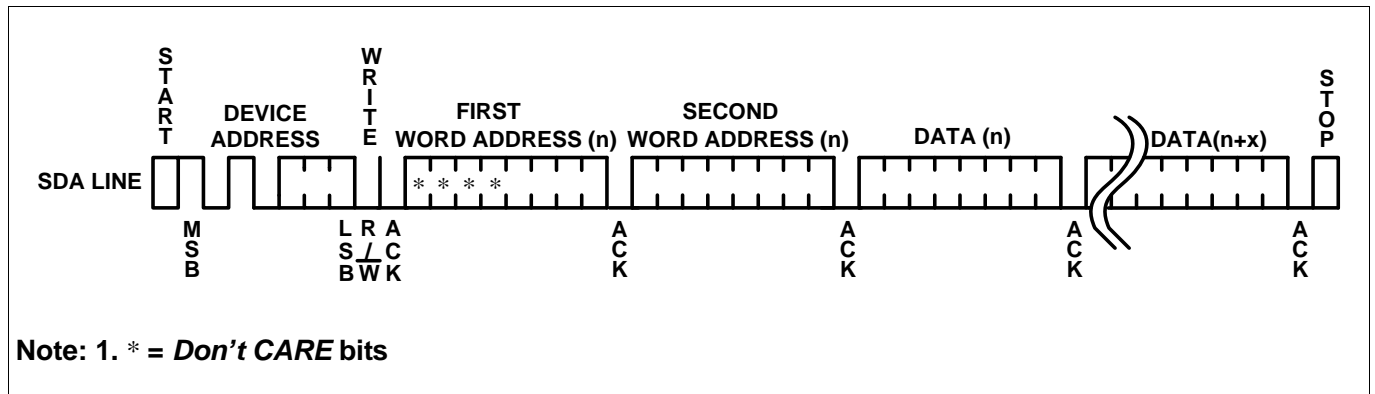 START
WRITE
STOP
DEVICE
ADDRESS
FIRST
WORD ADDRESS (n)
SECOND
WORD ADDRESS (n)
DATA (n)
DATA(n+x)
SDA LINE
* * * *
MSB
LSB
R/W
ACK
ACK
ACK
ACK
ACK
Note: 1. * = Don't CARE bits